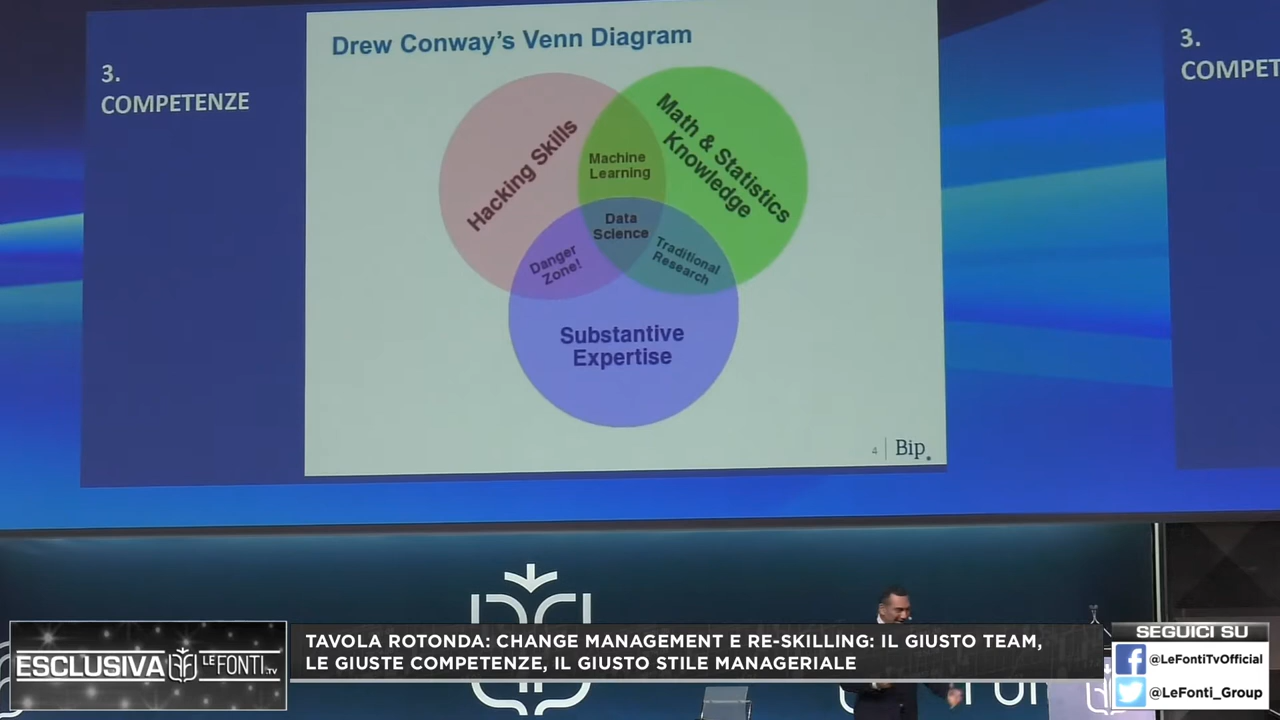 Drew Conway's Venn Diagram
3.
COMPETENZE
3.
COMPET
Hacking Skills
Math & Statistics
Knowledge
Machine
Learning
Data
Science
Danger
Zone!
Traditional
Research
Substantive
Expertise
4
Bip.
ESCLUSIVA
LE FONTI.TV
TAVOLA ROTONDA: CHANGE MANAGEMENT E RE-SKILLING: IL GIUSTO TEAM,
LE GIUSTE COMPETENZE, IL GIUSTO STILE MANAGERIALE
SEGUICI SU
@LeFontiTvOfficial
@LeFonti_Group